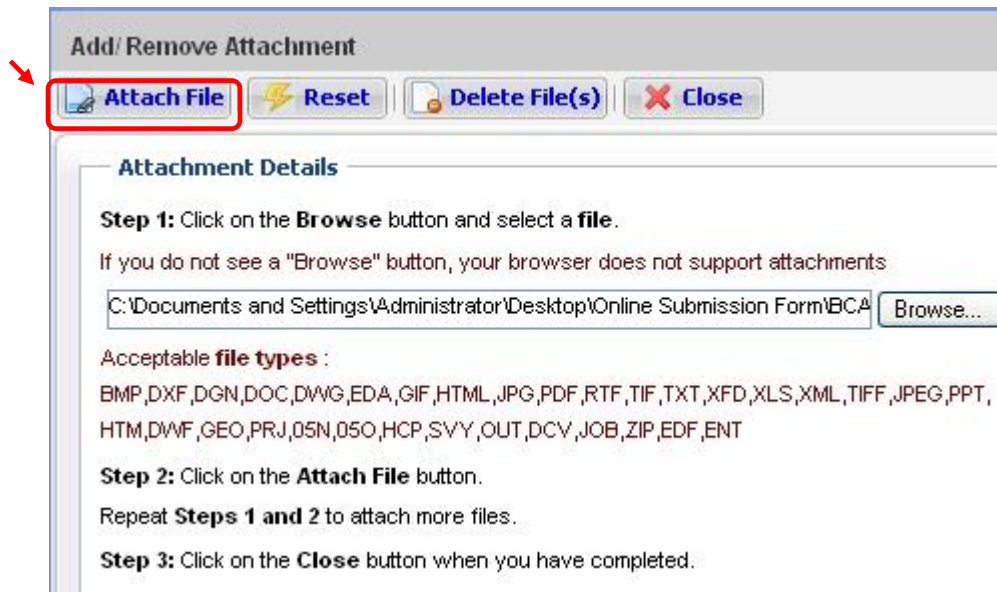 Add/Remove Attachment
Attach File Reset Delete File(s) Close
Attachment Details
Step 1: Click on the Browse button and select a file.
If you do not see a "Browse" button, your browser does not support attachments
C:\Documents and Settings\Administrator\Desktop\Online Submission Form\BCA Browse...
Acceptable file types :
BMP,DXF,DGN,DOC,DWG,EDA,GIF,HTML,JPG,PDF,RTF,TIF,TXT,XFD,XLS,XML,TIFF,JPEG,PPT,
HTM,DWF,GEO,PRJ,05N,05O,HCP,SVY,OUT,DCV,JOB,ZIP,EDF,ENT
Step 2: Click on the Attach File button.
Repeat Steps 1 and 2 to attach more files.
Step 3: Click on the Close button when you have completed.